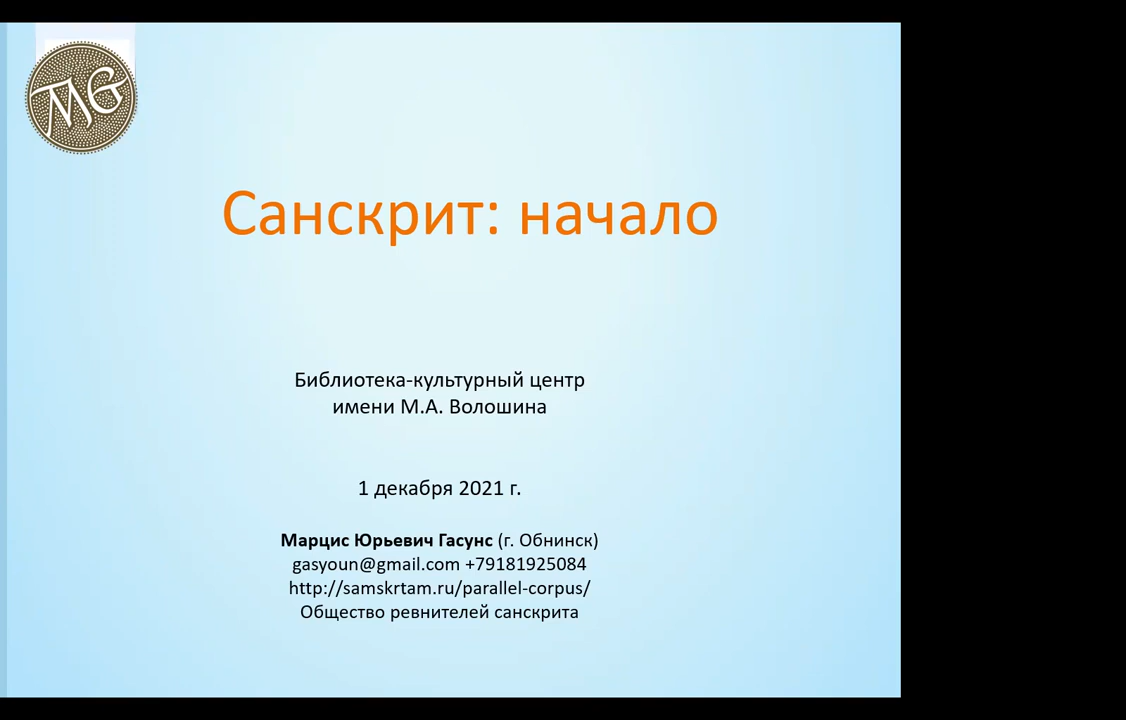 MG
Санскрит: начало
Библиотека-культурный центр
имени М.А. Волошина
1 декабря 2021 г.
Марцис Юрьевич Гасунс (г. Обнинск)
gasyoun@gmail.com +79181925084
http://samskrtam.ru/parallel-corpus/
Общество ревнителей санскрита